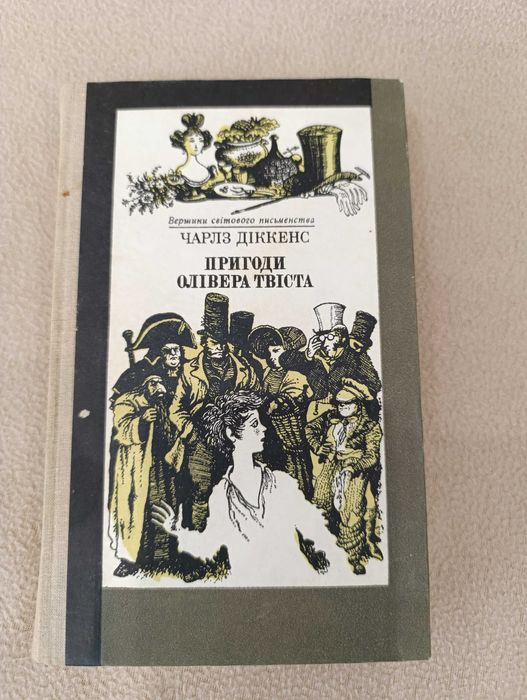 Вершини світового письменства
ЧАРЛЗ ДІККЕНС
ПРИГОДИ
ОЛІВЕРА ТВІСТА